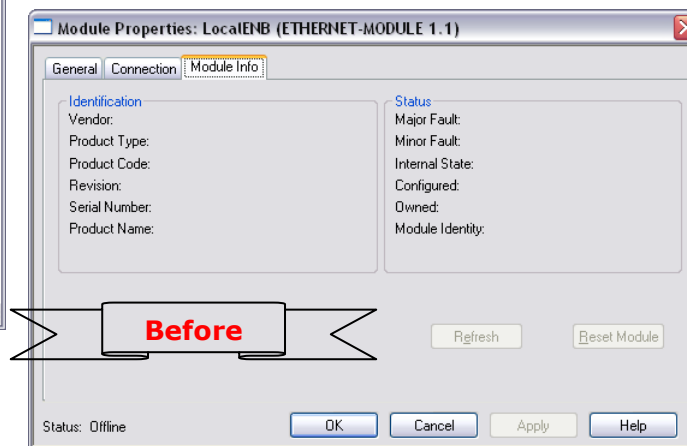 Module Properties: LocalENB (ETHERNET-MODULE 1.1)
General Connection Module Info
Identification
Vendor:
Product Type:
Product Code:
Revision:
Serial Number:
Product Name:
Status
Major Fault:
Minor Fault:
Internal State:
Configured:
Owned:
Module Identity:
Before
Refresh Reset Module
Status: Offline OK Cancel Apply Help